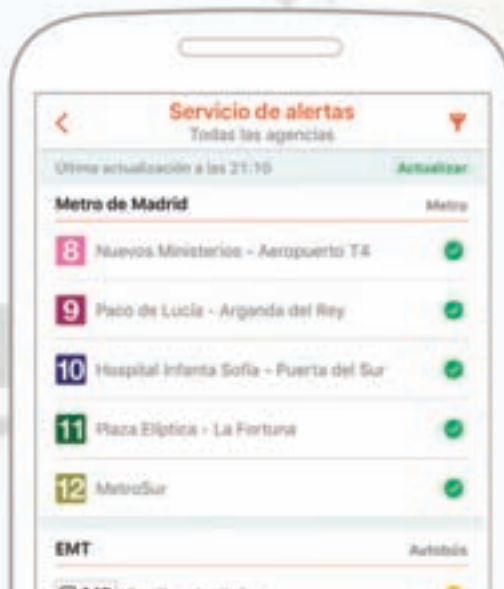 Servicio de alertas
Todas las agencias
Última actualización a las 21:10 Actualizar
Metro de Madrid Metro
8 Nuevos Ministerios - Aeropuerto T4
9 Paco de Lucía - Arganda del Rey
10 Hospital Infanta Sofía - Puerta del Sur
11 Plaza Elíptica - La Fortuna
12 MetroSur
EMT Autobús